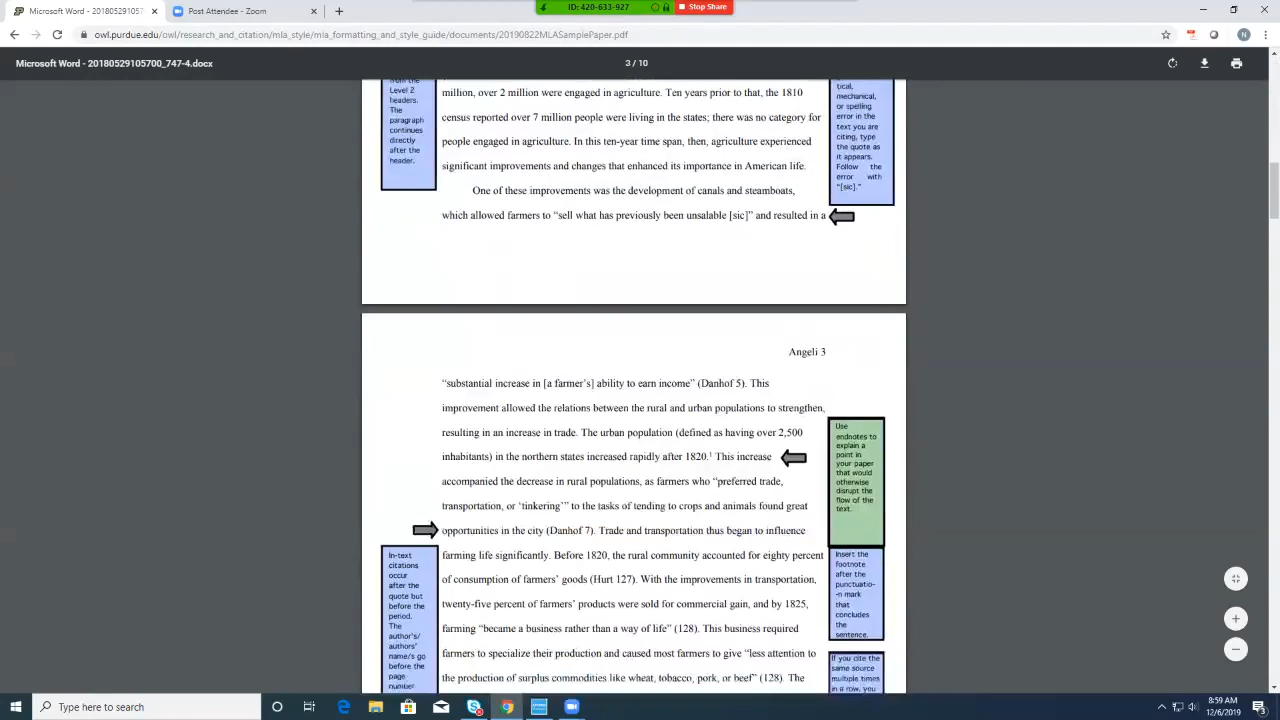 Microsoft Word - 2018052910571
Post Attendee - Zoom
ID: 420-633-927
Stop Share
owl.purdue.edu/owl/research_and_citation/mla_style/mla_formatting_and_style_guide/documents/20190822MLASamplePaper.pdf
N
Microsoft Word - 20180529105700_747-4.docx
3 / 10
from the
Level 2
headers.
The
paragraph
continues
directly
after the
header.
million, over 2 million were engaged in agriculture. Ten years prior to that, the 1810
census reported over 7 million people were living in the states; there was no category for
people engaged in agriculture. In this ten-year time span, then, agriculture experienced
significant improvements and changes that enhanced its importance in American life.
One of these improvements was the development of canals and steamboats,
which allowed farmers to “sell what has previously been unsalable [sic]” and resulted in a
tical,
mechanical,
or spelling
error in the
text you are
citing, type
the quote as
it appears.
Follow the
error with
“[sic].”
Angeli 3
“substantial increase in [a farmer’s] ability to earn income” (Danhof 5). This
improvement allowed the relations between the rural and urban populations to strengthen,
resulting in an increase in trade. The urban population (defined as having over 2,500
inhabitants) in the northern states increased rapidly after 1820.¹ This increase
accompanied the decrease in rural populations, as farmers who “preferred trade,
transportation, or ‘tinkering’” to the tasks of tending to crops and animals found great
opportunities in the city (Danhof 7). Trade and transportation thus began to influence
farming life significantly. Before 1820, the rural community accounted for eighty percent
of consumption of farmers’ goods (Hurt 127). With the improvements in transportation,
twenty-five percent of farmers’ products were sold for commercial gain, and by 1825,
farming “became a business rather than a way of life” (128). This business required
farmers to specialize their production and caused most farmers to give “less attention to
the production of surplus commodities like wheat, tobacco, pork, or beef” (128). The
In-text
citations
occur
after the
quote but
before the
period.
The
author’s/
authors’
name/s go
before the
page
number
Use
endnotes to
explain a
point in
your paper
that would
otherwise
disrupt the
flow of the
text.
Insert the
footnote
after the
punctuatio-
-n mark
that
concludes
the
sentence.
If you cite the
same source
multiple times
in a row, you
Type here to search
8:59 AM
12/6/2019